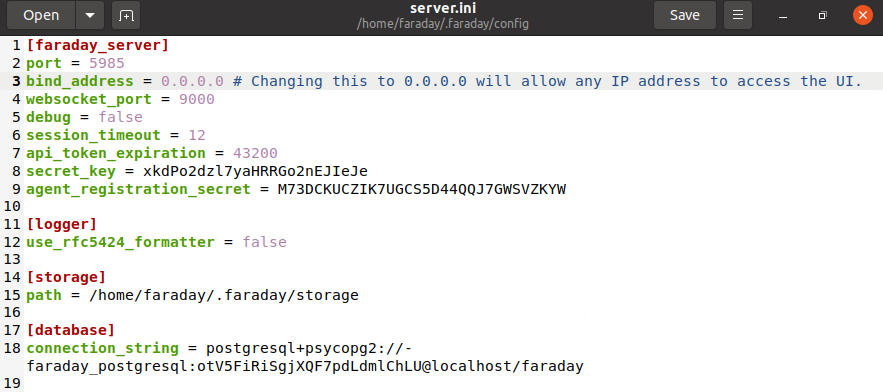 Open
server.ini
/home/faraday/.faraday/config
Save
1 [faraday_server]
2 port = 5985
3 bind_address = 0.0.0.0 # Changing this to 0.0.0.0 will allow any IP address to access the UI.
4 websocket_port = 9000
5 debug = false
6 session_timeout = 12
7 api_token_expiration = 43200
8 secret_key = xkdPo2dzl7yaHRRGo2nEJIeJe
9 agent_registration_secret = M73DCKUCZIK7UGCS5D44QQJ7GWSVZKYW
10
11 [logger]
12 use_rfc5424_formatter = false
13
14 [storage]
15 path = /home/faraday/.faraday/storage
16
17 [database]
18 connection_string = postgresql+psycopg2://-
faraday_postgresql:otV5FiRiSgjXQF7pdLdmlChLU@localhost/faraday
19